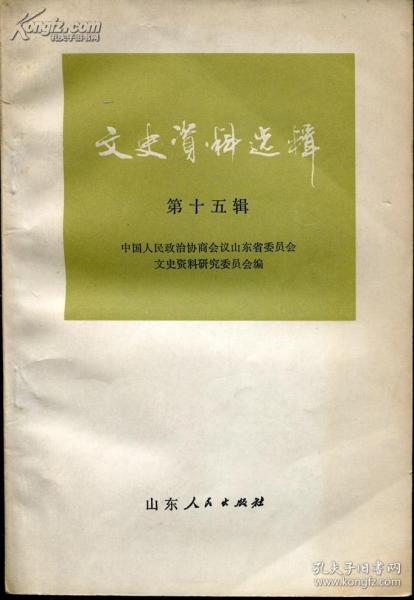 Kongfz.com
孔夫子旧书网
文史资料选辑
第十五辑
中国人民政治协商会议山东省委员会
文史资料研究委员会编
山东人民出版社
孔夫子旧书网
www.kongfz.com